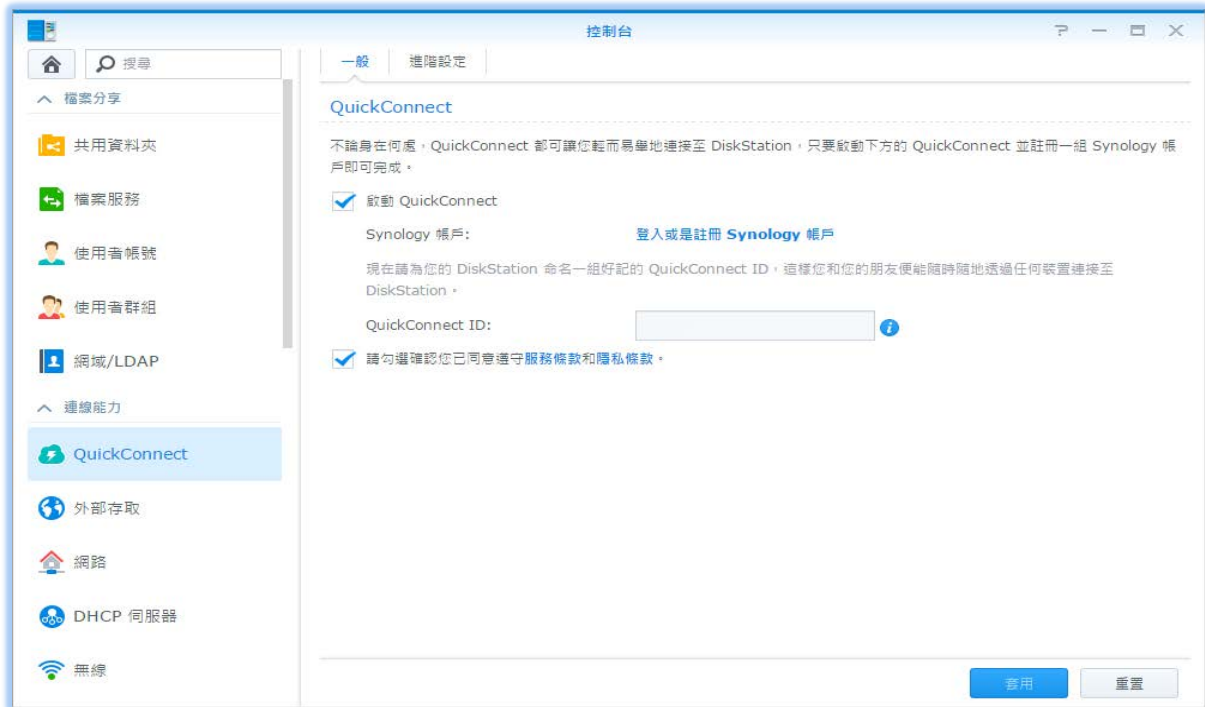 控制台
搜尋
檔案分享
共用資料夾
檔案服務
使用者帳號
使用者群組
網域/LDAP
連線能力
QuickConnect
外部存取
網路
DHCP 伺服器
無線
一般
進階設定
QuickConnect
不論身在何處，QuickConnect 都可讓您輕而易舉地連接至 DiskStation，只要啟動下方的 QuickConnect 並註冊一組 Synology 帳
戶即可完成。
啟動 QuickConnect
Synology 帳戶: 登入或是註冊 Synology 帳戶
現在請為您的 DiskStation 命名一組好記的 QuickConnect ID，這樣您和您的朋友便能隨時隨地透過任何裝置連接至
DiskStation。
QuickConnect ID:
請勾選確認您已同意遵守服務條款和隱私條款。
套用
重置